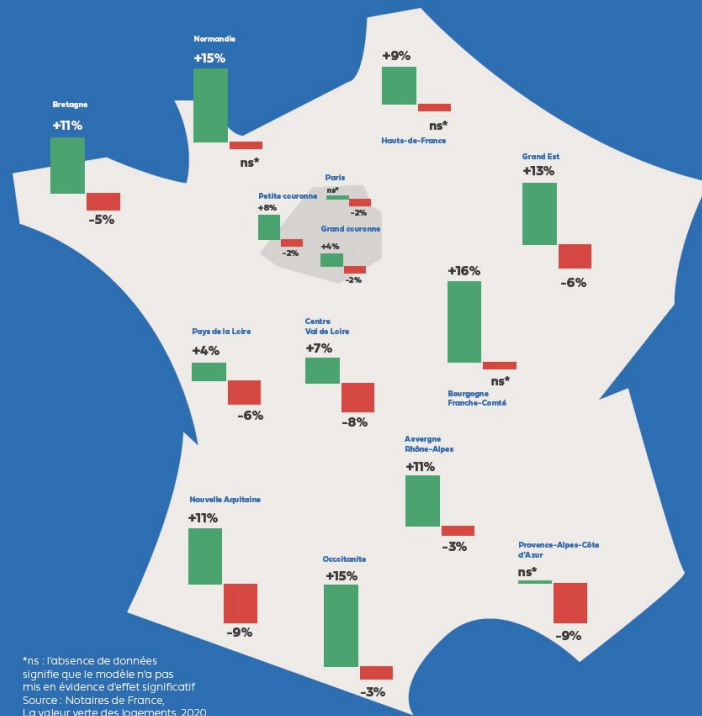 Normandie
+15%
ns*
+9%
ns*
Hauts-de-France
Bretagne
+11%
-5%
Grand Est
+13%
-6%
Paris
ns*
-2%
Petite couronne
+8%
-2%
Grand couronne
+4%
-2%
+16%
ns*
Bourgogne
Franche-Comté
Pays de la Loire
+4%
-6%
Centre
Val de Loire
+7%
-8%
Auvergne
Rhône-Alpes
+11%
-3%
Nouvelle Aquitaine
+11%
-9%
Occcitanite
+15%
-3%
Provence-Alpes-Côte
d'Azur
ns*
-9%
*ns : l'absence de données
signifie que le modèle n'a pas
mis en évidence d'effet significatif
Source : Notaires de France,
La valeur verte des logements, 2020